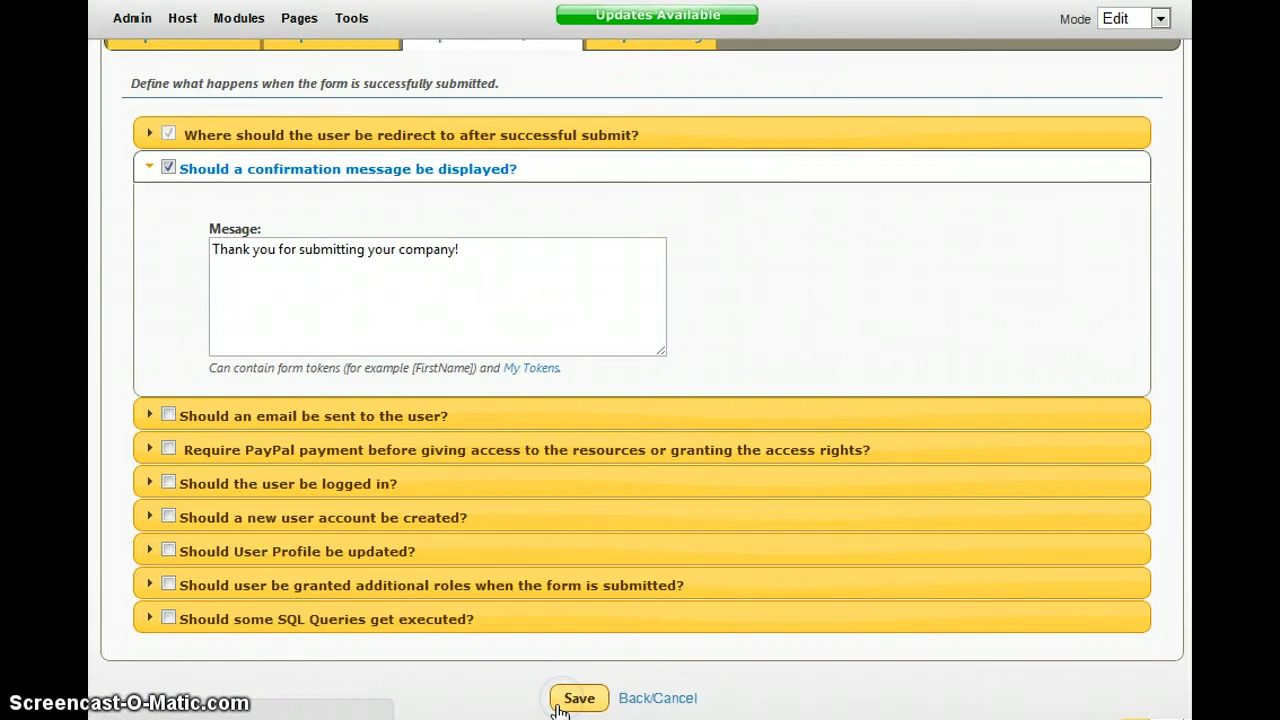 Admin Host Modules Pages Tools Updates Available Mode Edit
Define what happens when the form is successfully submitted.
Where should the user be redirect to after successful submit?
Should a confirmation message be displayed?
Mesage:
Thank you for submitting your company!
Can contain form tokens (for example [FirstName]) and My Tokens.
Should an email be sent to the user?
Require PayPal payment before giving access to the resources or granting the access rights?
Should the user be logged in?
Should a new user account be created?
Should User Profile be updated?
Should user be granted additional roles when the form is submitted?
Should some SQL Queries get executed?
Save Back/Cancel
Screencast-O-Matic.com